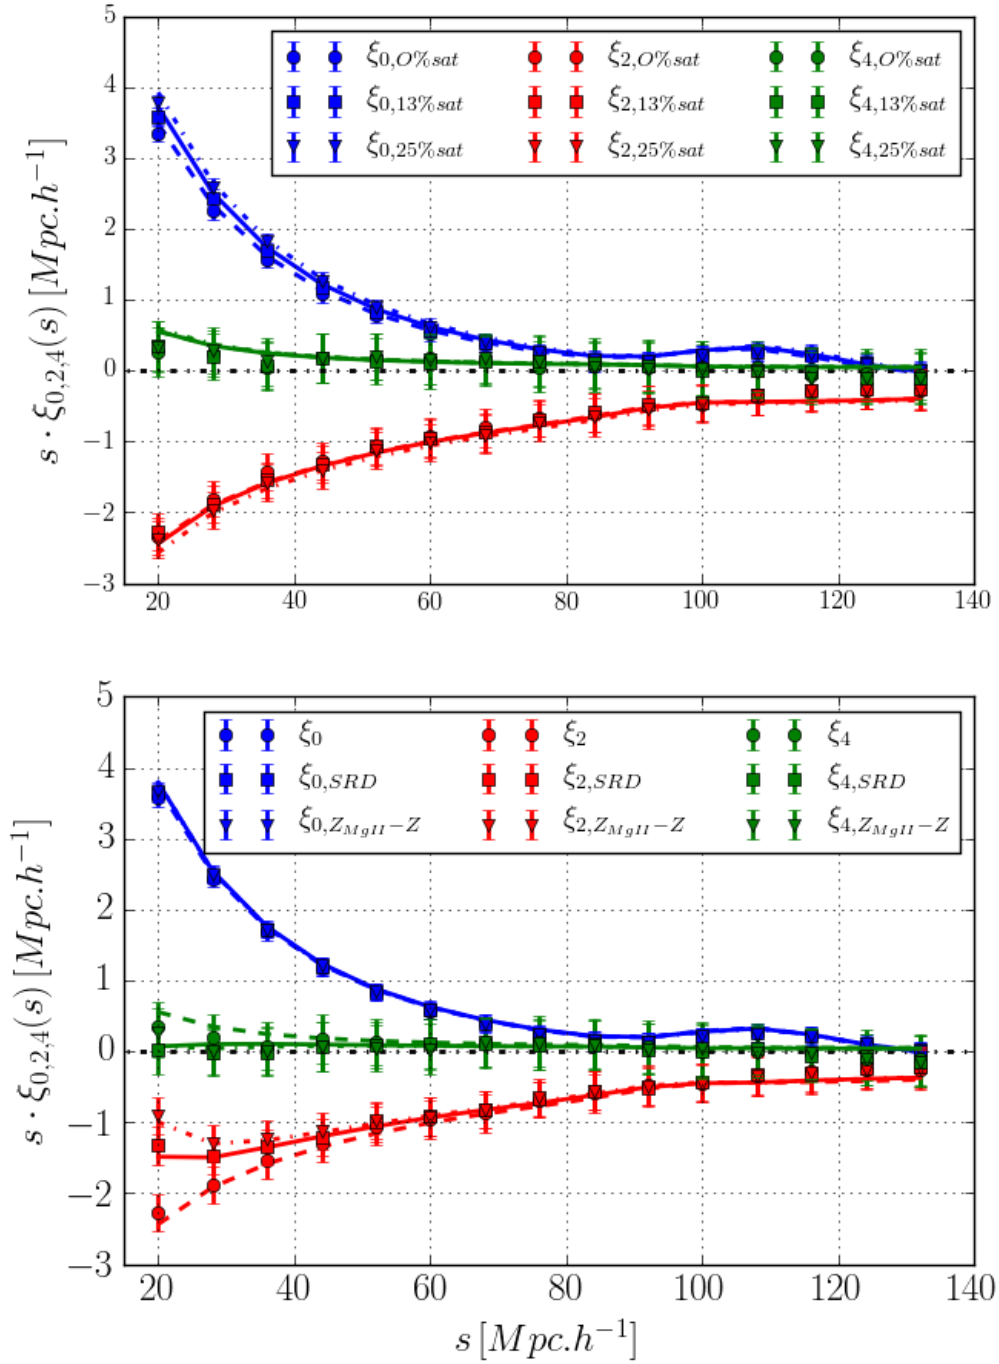 5
4
3
2
1
0
−1
−2
−3
s · ξ0,2,4(s) [Mpc.h−1]
ξ0,O%sat ξ2,O%sat ξ4,O%sat
ξ0,13%sat ξ2,13%sat ξ4,13%sat
ξ0,25%sat ξ2,25%sat ξ4,25%sat
20 40 60 80 100 120 140
5
4
3
2
1
0
−1
−2
−3
s · ξ0,2,4(s) [Mpc.h−1]
ξ0 ξ2 ξ4
ξ0,SRD ξ2,SRD ξ4,SRD
ξ0,ZMgII−Z ξ2,ZMgII−Z ξ4,ZMgII−Z
20 40 60 80 100 120 140
s [Mpc.h−1]